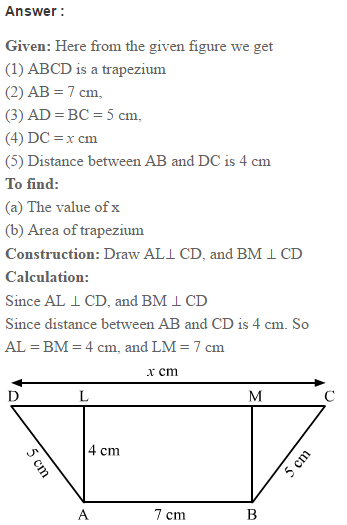 Answer :
Given: Here from the given figure we get
(1) ABCD is a trapezium
(2) AB = 7 cm,
(3) AD = BC = 5 cm,
(4) DC = x cm
(5) Distance between AB and DC is 4 cm
To find:
(a) The value of x
(b) Area of trapezium
Construction: Draw AL⊥ CD, and BM ⊥ CD
Calculation:
Since AL ⊥ CD, and BM ⊥ CD
Since distance between AB and CD is 4 cm. So
AL = BM = 4 cm, and LM = 7 cm
x cm
D L M C
5 cm 4 cm 5 cm
A 7 cm B